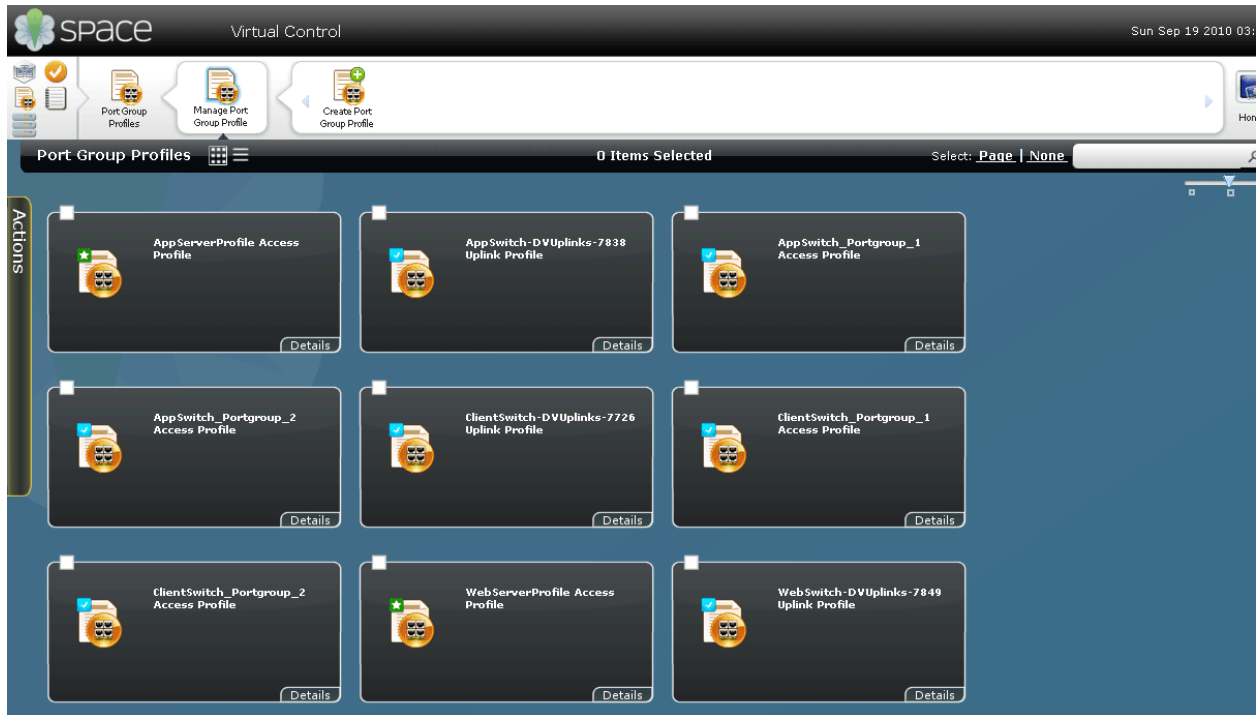 space
Virtual Control
Sun Sep 19 2010 03:
Port Group
Profiles
Manage Port
Group Profile
Create Port
Group Profile
Hom
Port Group Profiles
0 Items Selected
Select: Page | None
Actions
AppServerProfile Access
Profile
Details
AppSwitch-DVUplinks-7838
Uplink Profile
Details
AppSwitch_Portgroup_1
Access Profile
Details
AppSwitch_Portgroup_2
Access Profile
Details
ClientSwitch-DVUplinks-7726
Uplink Profile
Details
ClientSwitch_Portgroup_1
Access Profile
Details
ClientSwitch_Portgroup_2
Access Profile
Details
WebServerProfile Access
Profile
Details
WebSwitch-DVUplinks-7849
Uplink Profile
Details